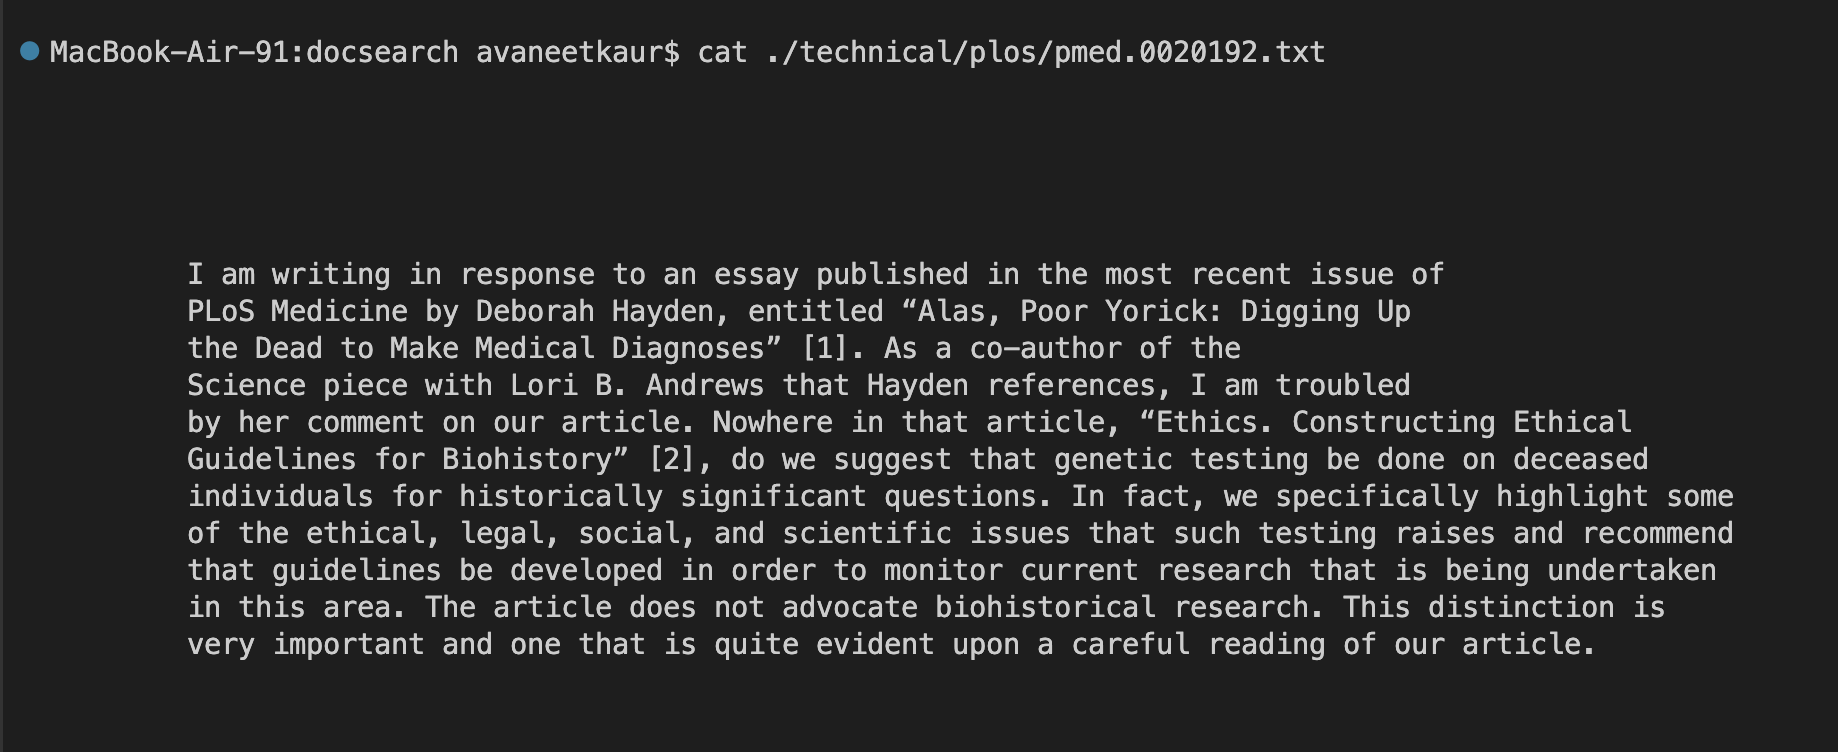 MacBook-Air-91:docsearch avaneetkaur$ cat ./technical/plos/pmed.0020192.txt
I am writing in response to an essay published in the most recent issue of
PLoS Medicine by Deborah Hayden, entitled “Alas, Poor Yorick: Digging Up
the Dead to Make Medical Diagnoses” [1]. As a co-author of the
Science piece with Lori B. Andrews that Hayden references, I am troubled
by her comment on our article. Nowhere in that article, “Ethics. Constructing Ethical
Guidelines for Biohistory” [2], do we suggest that genetic testing be done on deceased
individuals for historically significant questions. In fact, we specifically highlight some
of the ethical, legal, social, and scientific issues that such testing raises and recommend
that guidelines be developed in order to monitor current research that is being undertaken
in this area. The article does not advocate biohistorical research. This distinction is
very important and one that is quite evident upon a careful reading of our article.